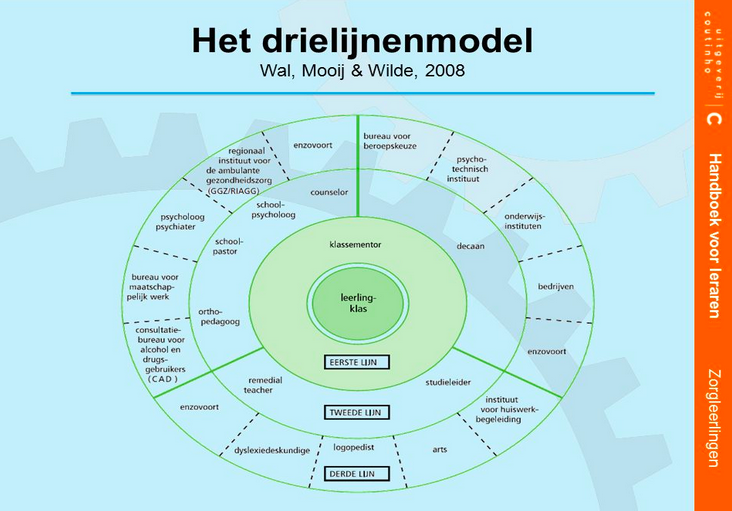 Het drielijnenmodel
Wal, Mooij & Wilde, 2008
uitgeverij
coutinho
C
Handboek voor leraren
Zorgleerlingen
regionaal
instituut voor
de ambulante
gezondheidszorg
(GGZ/RIAGG)
enzovoort
bureau voor
beroepskeuze
psycho-
technisch
instituut
onderwijs-
instituten
bedrijven
enzovoort
instituut
voor huiswerk-
begeleiding
arts
logopedist
dyslexiedeskundige
enzovoort
consultatie-
bureau voor
alcohol en
drugs-
gebruikers
(CAD)
bureau voor
maatschap-
pelijk werk
psycholoog
psychiater
counselor
school-
psycholoog
school-
pastor
ortho-
pedagoog
remedial
teacher
studieleider
decaan
klassementor
leerling-
klas
EERSTE LIJN
TWEEDE LIJN
DERDE LIJN